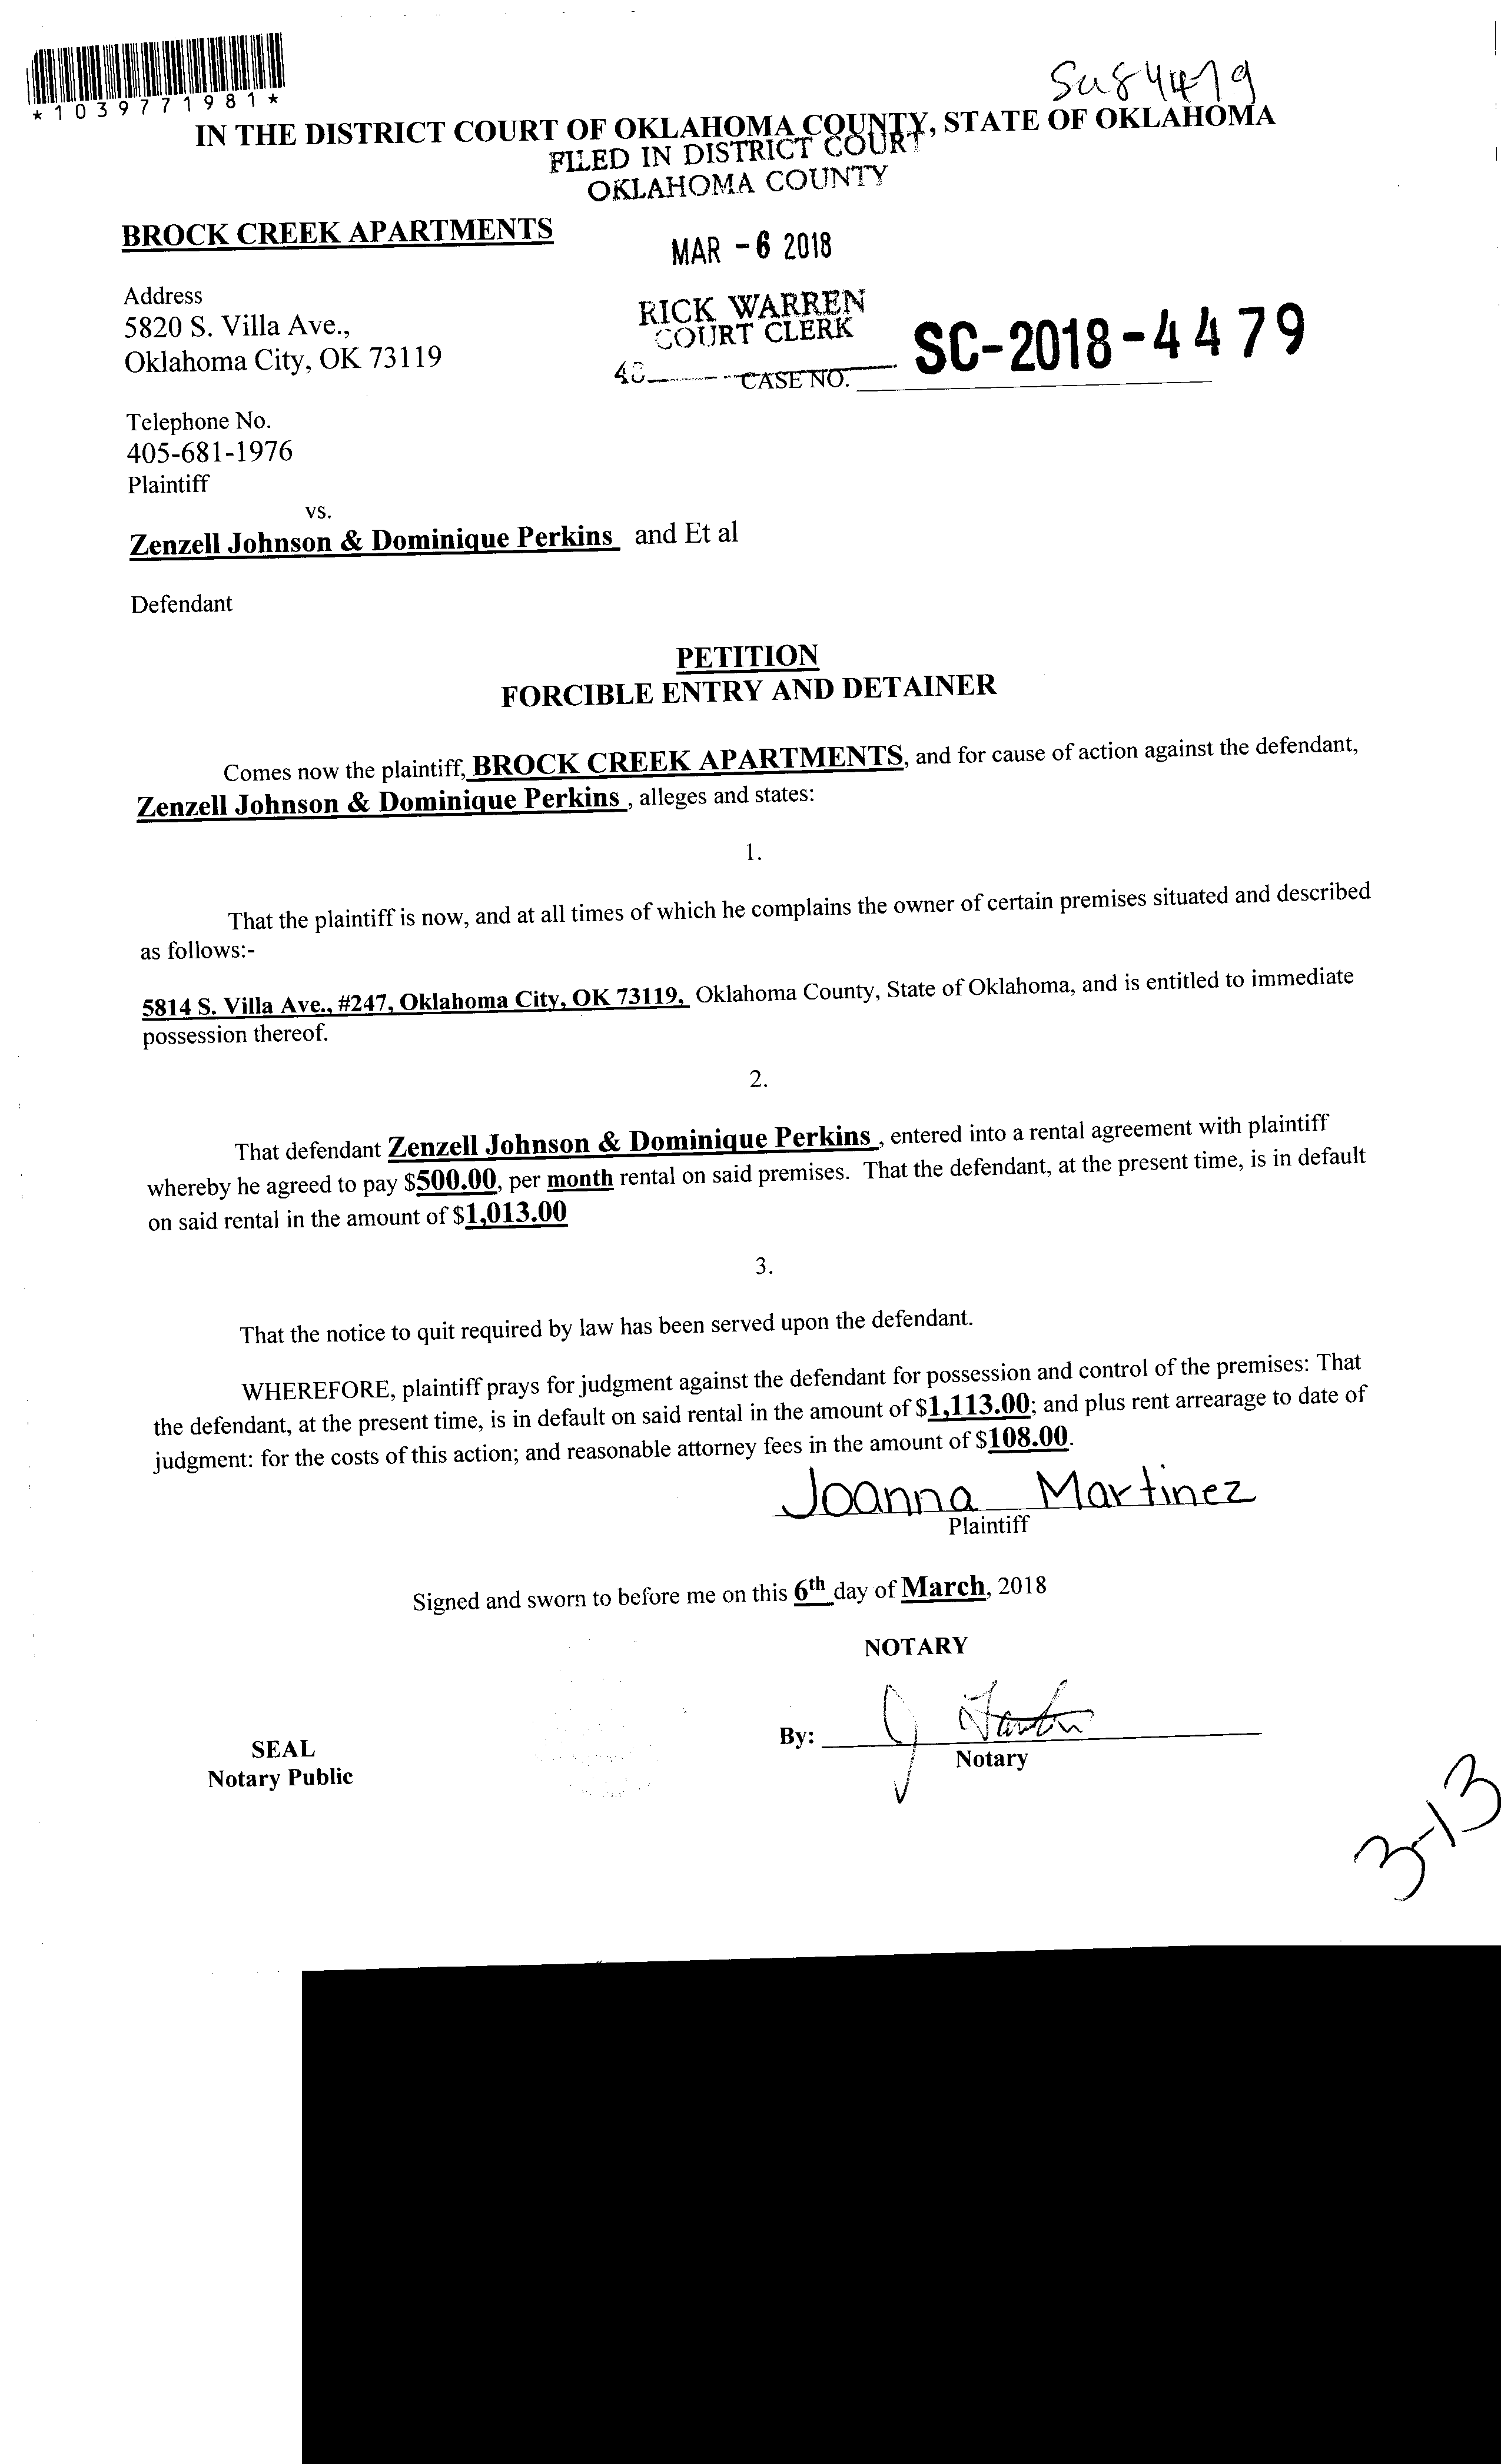 *1039771981*
IN THE DISTRICT COURT OF OKLAHOMA COUNTY, STATE OF OKLAHOMA
FILED IN DISTRICT COURT
OKLAHOMA COUNTY
BROCK CREEK APARTMENTS
MAR -6 2018
Address
5820 S. Villa Ave.,
Oklahoma City, OK 73119
RICK WARREN
COURT CLERK
CASE NO. SC-2018-4479
Telephone No.
405-681-1976
Plaintiff
vs.
Zenzell Johnson & Dominique Perkins and Et al
Defendant
PETITION
FORCIBLE ENTRY AND DETAINER
Comes now the plaintiff, BROCK CREEK APARTMENTS, and for cause of action against the defendant,
Zenzell Johnson & Dominique Perkins , alleges and states:
1.
That the plaintiff is now, and at all times of which he complains the owner of certain premises situated and described
as follows:-
5814 S. Villa Ave., #247, Oklahoma City, OK 73119, Oklahoma County, State of Oklahoma, and is entitled to immediate
possession thereof.
2.
That defendant Zenzell Johnson & Dominique Perkins , entered into a rental agreement with plaintiff
whereby he agreed to pay $500.00, per month rental on said premises. That the defendant, at the present time, is in default
on said rental in the amount of $1,013.00
3.
That the notice to quit required by law has been served upon the defendant.
WHEREFORE, plaintiff prays for judgment against the defendant for possession and control of the premises: That
the defendant, at the present time, is in default on said rental in the amount of $1,113.00; and plus rent arrearage to date of
judgment: for the costs of this action; and reasonable attorney fees in the amount of $108.00.
Joanna Martinez
Plaintiff
Signed and sworn to before me on this 6th day of March, 2018
NOTARY
By:
Notary
SEAL
Notary Public
3-13